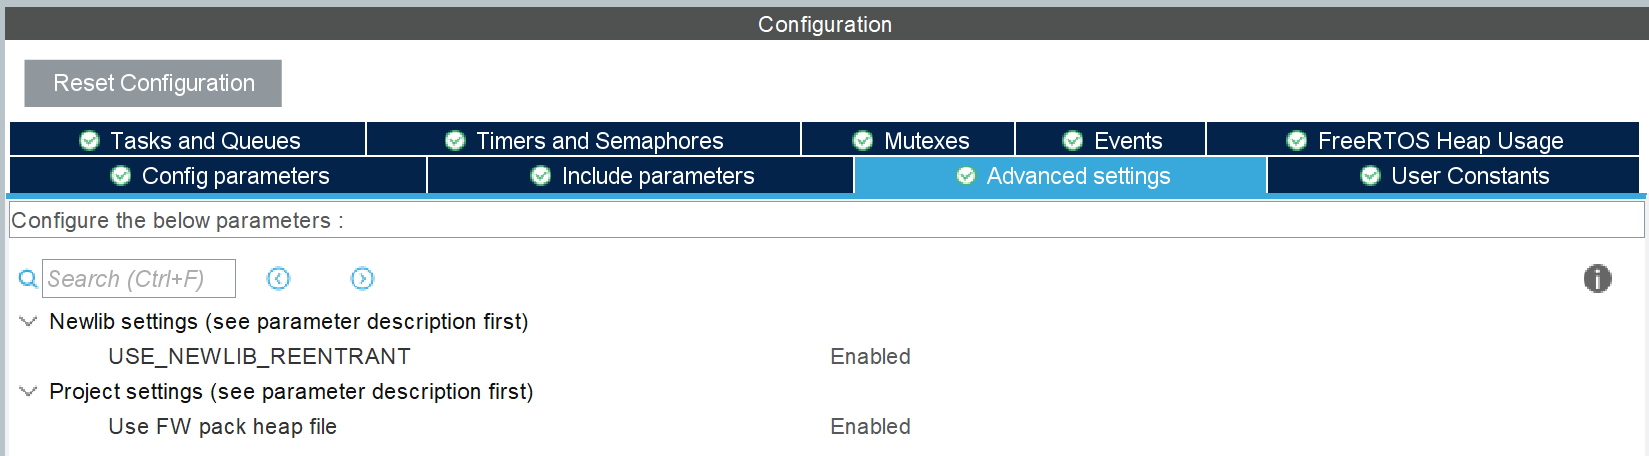 Configuration
Reset Configuration
Tasks and Queues Timers and Semaphores Mutexes Events FreeRTOS Heap Usage
Config parameters Include parameters Advanced settings User Constants
Configure the below parameters :
Search (Ctrl+F)
Newlib settings (see parameter description first)
USE_NEWLIB_REENTRANT Enabled
Project settings (see parameter description first)
Use FW pack heap file Enabled